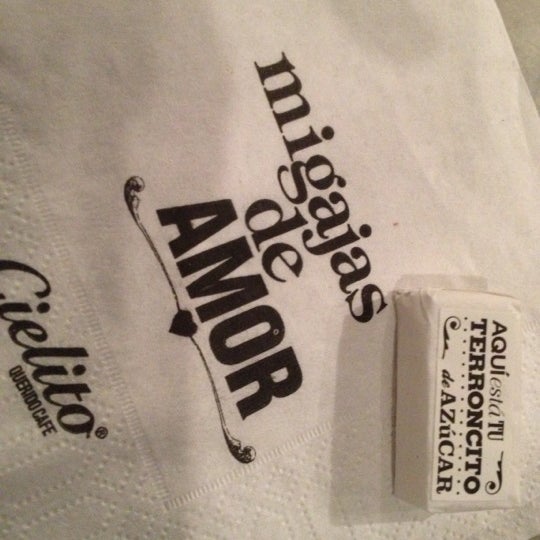 migajas
de
AMOR
Cielito®
QUERIDO CAFÉ
AQUÍ está TU
TERRONCITO
de AZúCAR